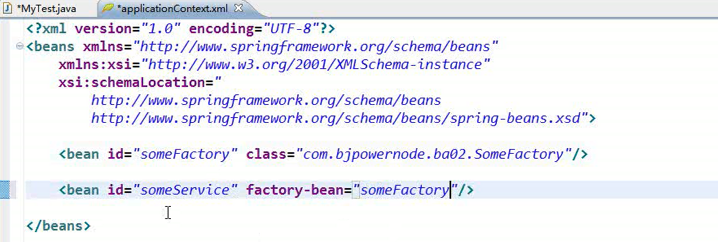 *MyTest.java *applicationContext.xml
<?xml version="1.0" encoding="UTF-8"?>
<beans xmlns="http://www.springframework.org/schema/beans"
xmlns:xsi="http://www.w3.org/2001/XMLSchema-instance"
xsi:schemaLocation="
http://www.springframework.org/schema/beans
http://www.springframework.org/schema/beans/spring-beans.xsd">
<bean id="someFactory" class="com.bjpowernode.ba02.SomeFactory"/>
<bean id="someService" factory-bean="someFactory"/>
</beans>